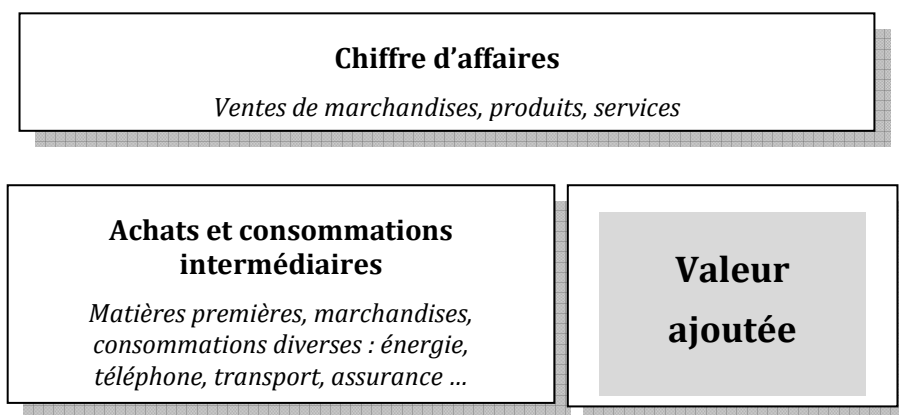 Chiffre d’affaires
Ventes de marchandises, produits, services
Achats et consommations
intermédiaires
Matières premières, marchandises,
consommations diverses : énergie,
téléphone, transport, assurance …
Valeur
ajoutée